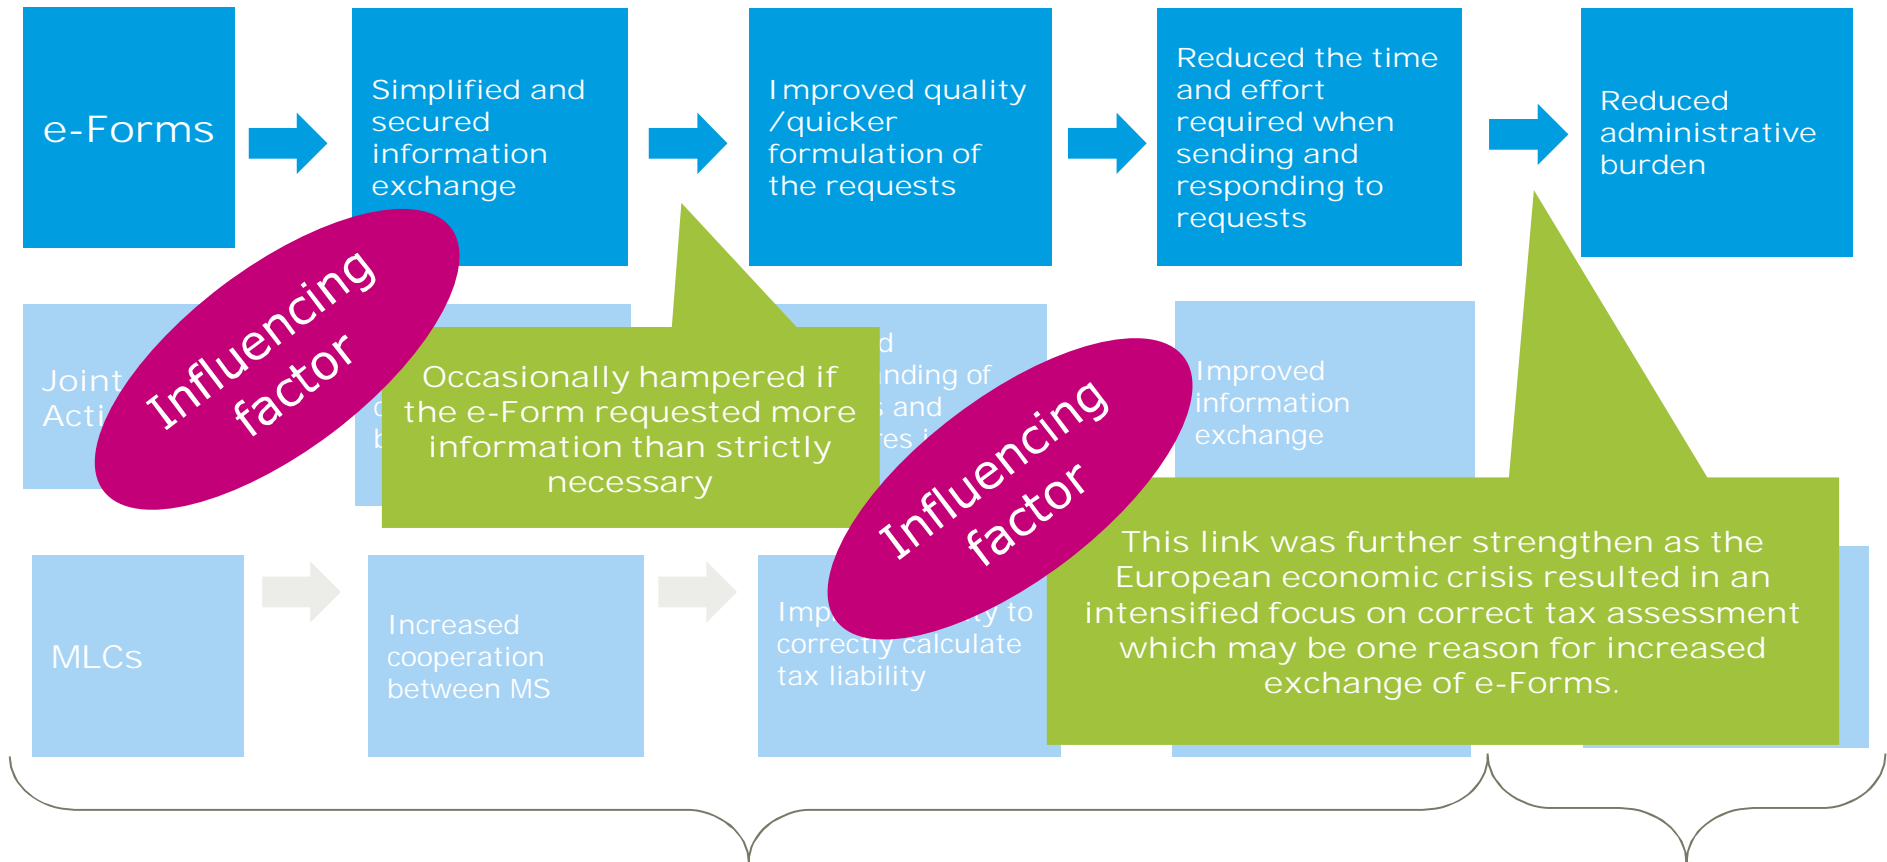 e-Forms
Simplified and
secured
information
exchange
Improved quality
/quicker
formulation of
the requests
Reduced the time
and effort
required when
sending and
responding to
requests
Reduced
administrative
burden
Influencing
factor
Joint
Occasionally hampered if
the e-Form requested more
information than strictly
necessary
of
and
Influencing
factor
Improved
information
exchange
MLCs
Increased
cooperation
between MS
to
correctly calculate
tax liability
This link was further strengthen as the
European economic crisis resulted in an
intensified focus on correct tax assessment
which may be one reason for increased
exchange of e-Forms.